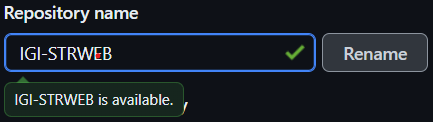 Repository name
IGI-STRWEB
Rename
IGI-STRWEB is available.